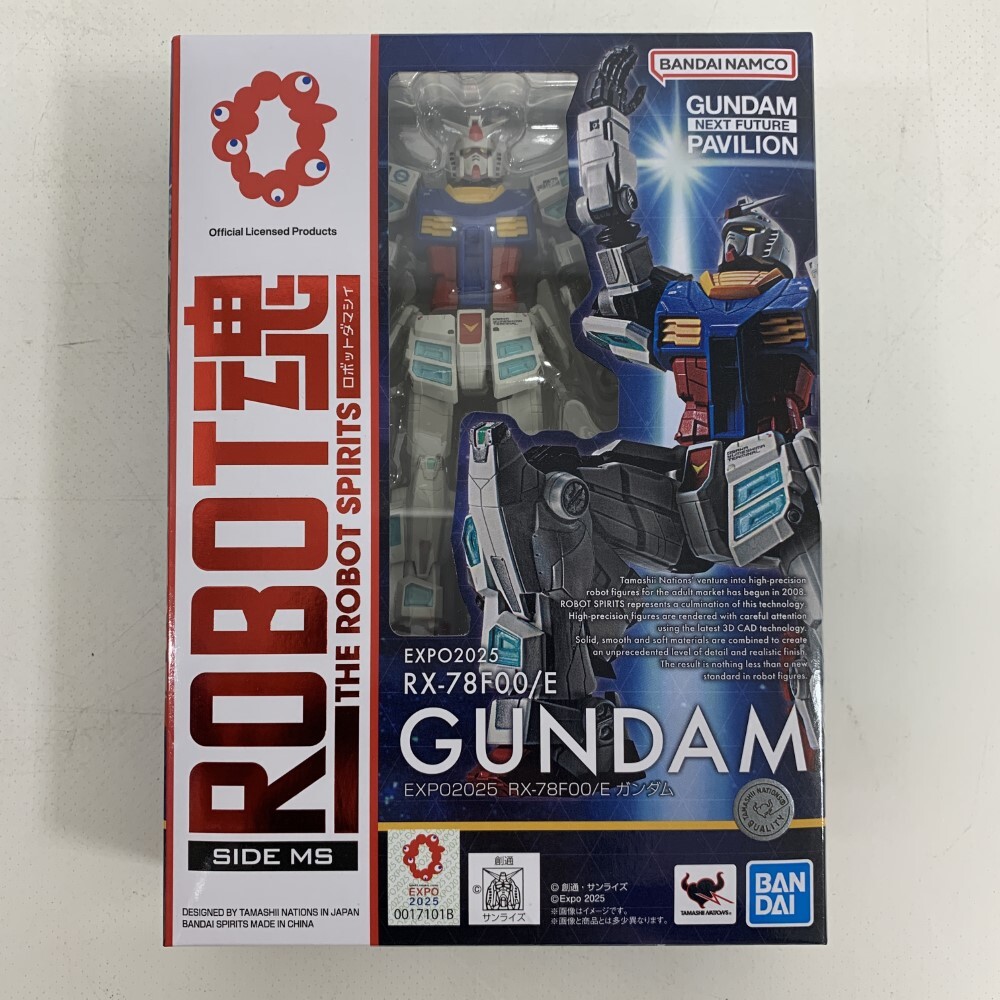 Official Licensed Products
ROBOT魂
THE ROBOT SPIRITS
ロボットダマシイ
SIDE MS
DESIGNED BY TAMASHII NATIONS IN JAPAN
BANDAI SPIRITS MADE IN CHINA
BANDAI NAMCO
GUNDAM
NEXT FUTURE
PAVILION
Tamashii Nations' venture into high-precision
robot figures for the adult market has begun in 2008.
ROBOT SPIRITS represents a culmination of this technology.
High-precision figures are rendered with careful attention
using the latest 3D CAD technology.
Solid, smooth and soft materials are combined to create
an unprecedented level of detail and realistic finish.
The result is nothing less than a new
standard in robot figures.
EXPO2025
RX-78F00/E
GUNDAM
EXPO2025 RX-78F00/E ガンダム
TAMASHII NATIONS
QUALITY
EXPO
2025
0017101B
©
創通
サンライズ
© 創通・サンライズ
©Expo 2025
※画像はイメージです。
※画像と商品とは多少異なります。
TAMASHII NATIONS
BAN
DAI